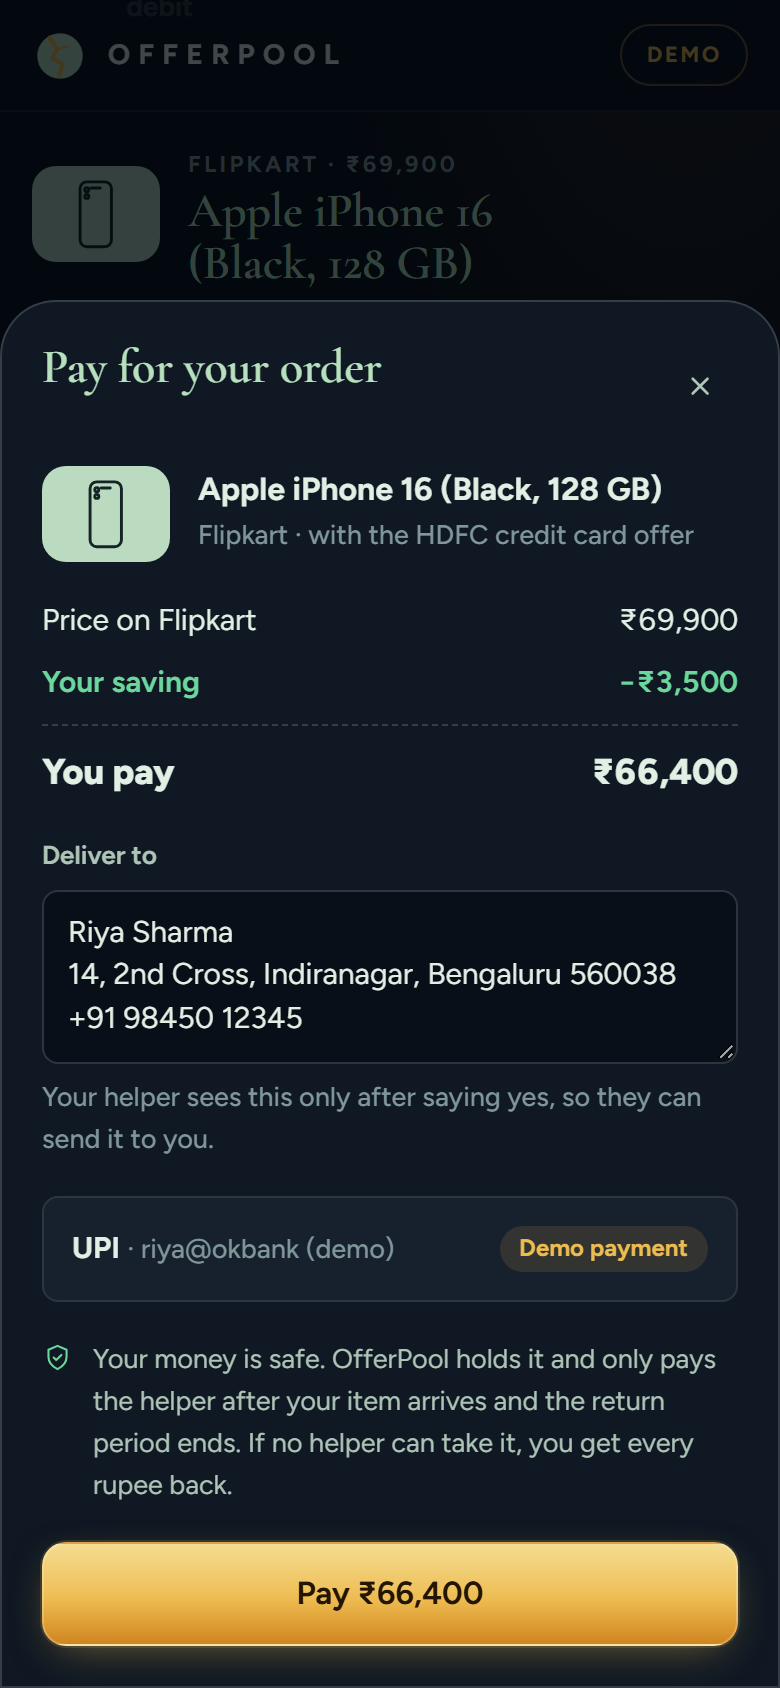 debit
OFFERPOOL
DEMO
FLIPKART · ₹69,900
Apple iPhone 16
(Black, 128 GB)
Pay for your order
Apple iPhone 16 (Black, 128 GB)
Flipkart · with the HDFC credit card offer
Price on Flipkart ₹69,900
Your saving -₹3,500
You pay ₹66,400
Deliver to
Riya Sharma
14, 2nd Cross, Indiranagar, Bengaluru 560038
+91 98450 12345
Your helper sees this only after saying yes, so they can
send it to you.
UPI · riya@okbank (demo) Demo payment
Your money is safe. OfferPool holds it and only pays
the helper after your item arrives and the return
period ends. If no helper can take it, you get every
rupee back.
Pay ₹66,400